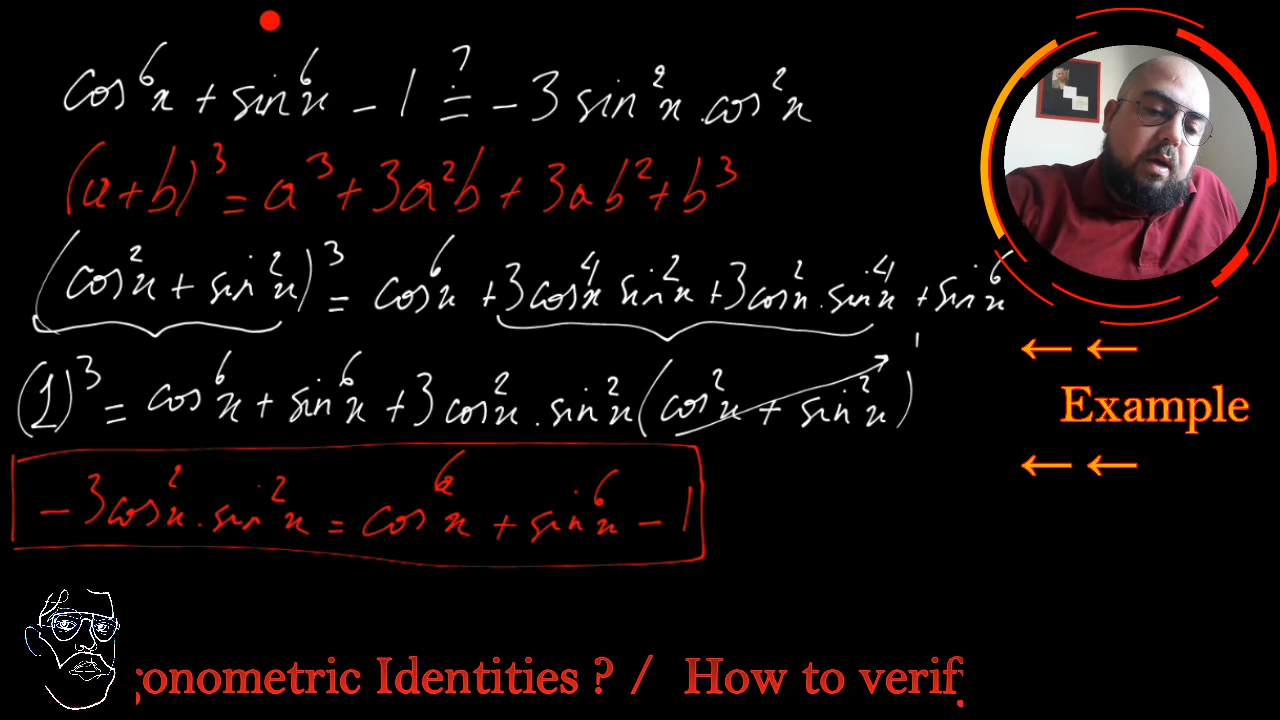 cos⁶x + sin⁶x - 1 ≟ - 3 sin²x . cos²x
(a+b)³ = a³ + 3a²b + 3ab² + b³
(cos²x + sin²x)³ = cos⁶x + 3cos⁴x sin²x + 3cos²x . sin⁴x + sin⁶x
(1)³ = cos⁶x + sin⁶x + 3 cos²x . sin²x (cos²x + sin²x) 1
- 3cos²x . sin²x = cos⁶x + sin⁶x - 1
← ←
Example
← ←
gonometric Identities ? / How to verify